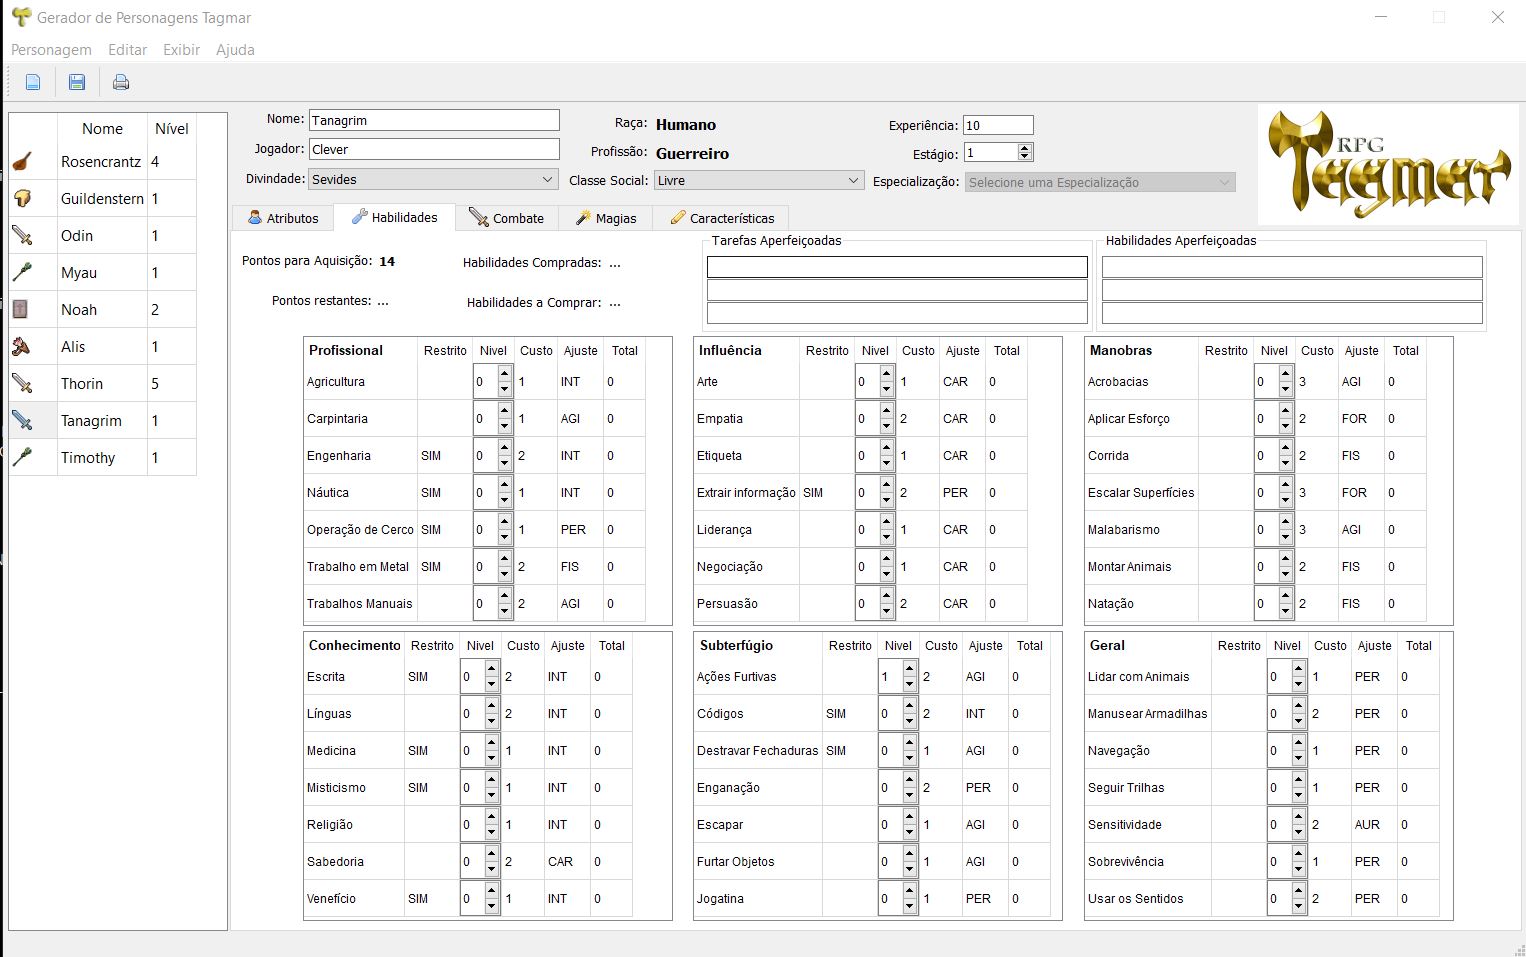 Gerador de Personagens Tagmar
Personagem Editar Exibir Ajuda
Nome Nível
Rosencrantz 4
Guildenstern 1
Odin 1
Myau 1
Noah 2
Alis 1
Thorin 5
Tanagrim 1
Timothy 1
Nome: Tanagrim Raça: Humano Experiência: 10
Jogador: Clever Profissão: Guerreiro Estágio: 1
Divindade: Sevides Classe Social: Livre Especialização: Selecione uma Especialização
RPG
Tagmar
Atributos Habilidades Combate Magias Características
Pontos para Aquisição: 14 Habilidades Compradas: ...
Pontos restantes: ... Habilidades a Comprar: ...
Tarefas Aperfeiçoadas
Habilidades Aperfeiçoadas
Profissional Restrito Nivel Custo Ajuste Total
Agricultura 0 1 INT 0
Carpintaria 0 1 AGI 0
Engenharia SIM 0 2 INT 0
Náutica SIM 0 1 INT 0
Operação de Cerco SIM 0 1 PER 0
Trabalho em Metal SIM 0 2 FIS 0
Trabalhos Manuais 0 2 AGI 0
Influência Restrito Nivel Custo Ajuste Total
Arte 0 1 CAR 0
Empatia 0 2 CAR 0
Etiqueta 0 1 CAR 0
Extrair informação SIM 0 2 PER 0
Liderança 0 1 CAR 0
Negociação 0 1 CAR 0
Persuasão 0 2 CAR 0
Manobras Restrito Nivel Custo Ajuste Total
Acrobacias 0 3 AGI 0
Aplicar Esforço 0 2 FOR 0
Corrida 0 2 FIS 0
Escalar Superfícies 0 3 FOR 0
Malabarismo 0 3 AGI 0
Montar Animais 0 2 FIS 0
Natação 0 2 FIS 0
Conhecimento Restrito Nivel Custo Ajuste Total
Escrita SIM 0 2 INT 0
Línguas 0 2 INT 0
Medicina SIM 0 1 INT 0
Misticismo SIM 0 1 INT 0
Religião 0 1 INT 0
Sabedoria 0 2 CAR 0
Venefício SIM 0 1 INT 0
Subterfúgio Restrito Nivel Custo Ajuste Total
Ações Furtivas 1 2 AGI 0
Códigos SIM 0 2 INT 0
Destravar Fechaduras SIM 0 1 AGI 0
Enganação 0 2 PER 0
Escapar 0 1 AGI 0
Furtar Objetos 0 1 AGI 0
Jogatina 0 1 PER 0
Geral Restrito Nivel Custo Ajuste Total
Lidar com Animais 0 1 PER 0
Manusear Armadilhas 0 2 PER 0
Navegação 0 1 PER 0
Seguir Trilhas 0 1 PER 0
Sensitividade 0 2 AUR 0
Sobrevivência 0 1 PER 0
Usar os Sentidos 0 2 PER 0